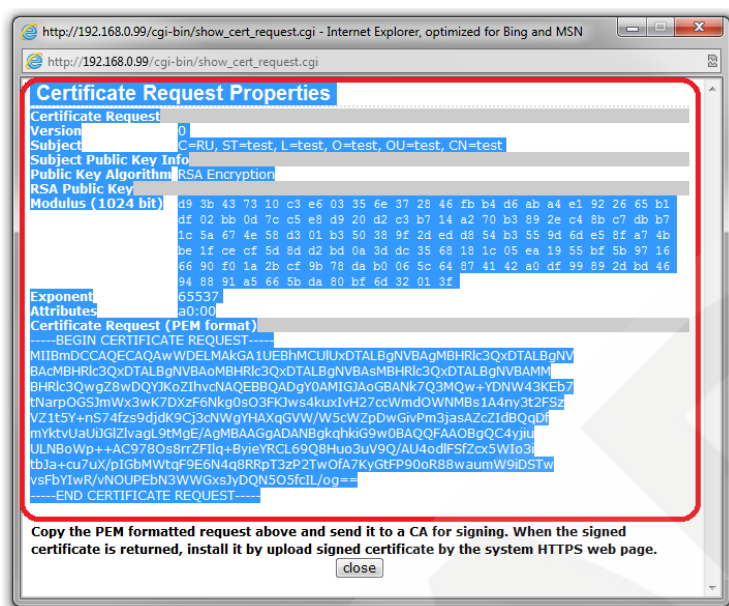 http://192.168.0.99/cgi-bin/show_cert_request.cgi - Internet Explorer, optimized for Bing and MSN
http://192.168.0.99/cgi-bin/show_cert_request.cgi
Certificate Request Properties
Certificate Request
Version 0
Subject C=RU, ST=test, L=test, O=test, OU=test, CN=test
Subject Public Key Info
Public Key Algorithm RSA Encryption
RSA Public Key
Modulus (1024 bit) d9 3b 43 73 10 c3 e6 03 35 6e 37 28 46 fb b4 d6 ab a4 e1 92 26 65 b1
df 02 bb 0d 7c c5 e8 d9 20 d2 c3 b7 14 a2 70 b3 89 2e c4 8b c7 db b7
1c 5a 67 4e 58 d3 01 b3 50 38 9f 2d ed d8 54 b3 55 9d 6d e5 8f a7 4b
be 1f ce cf 5d 8d d2 bd 0a 3d dc 35 68 18 1c 05 ea 19 55 bf 5b 97 16
66 90 f0 1a 2b cf 9b 78 da b0 06 5c 64 87 41 42 a0 df 99 89 2d bd 46
94 88 91 a5 66 5b da 80 bf 6d 32 01 3f
Exponent 65537
Attributes a0:00
Certificate Request (PEM format)
-----BEGIN CERTIFICATE REQUEST-----
MIIBmDCCAQECAQAwWDELMAkGA1UEBhMCUlUxDTALBgNVBAgMBHRlc3QxDTALBgNV
BAcMBHRlc3QxDTALBgNVBAoMBHRlc3QxDTALBgNVBAsMBHRlc3QxDTALBgNVBAMM
BHRlc3QwgZ8wDQYJKoZIhvcNAQEBBQADgY0AMIGJAoGBANk7Q3MQw+YDNW43KEb7
tNarpOGSJmWx3wK7DXzF6Nkg0sO3FKJws4kuxIvH27ccWmdOWNMBs1A4ny3t2FSz
VZ1t5Y+nS74fzs9djdK9Cj3cNWgYHAXqGVW/W5cWZpDwGivPm3jasAZcZIdBQqDf
mYktvUaUiJGlZlvagL9tMgE/AgMBAAGgADANBgkqhkiG9w0BAQQFAAOBgQC4yjiu
ULNBoWp++AC978Os8rrZFIlq+ByieYRCL69Q8Huo3uV9Q/AU4odlFSfZcx5WIo3i
tbJa+cu7uX/pIGbMWtqF9E6N4q8RRpT3zP2TwOfA7KyGtFP90oR88waumW9iDSTw
vsFbYIwR/vNOUPEbN3WWGxsJyDQN5O5fcIL/og==
-----END CERTIFICATE REQUEST-----
Copy the PEM formatted request above and send it to a CA for signing. When the signed
certificate is returned, install it by upload signed certificate by the system HTTPS web page.
close